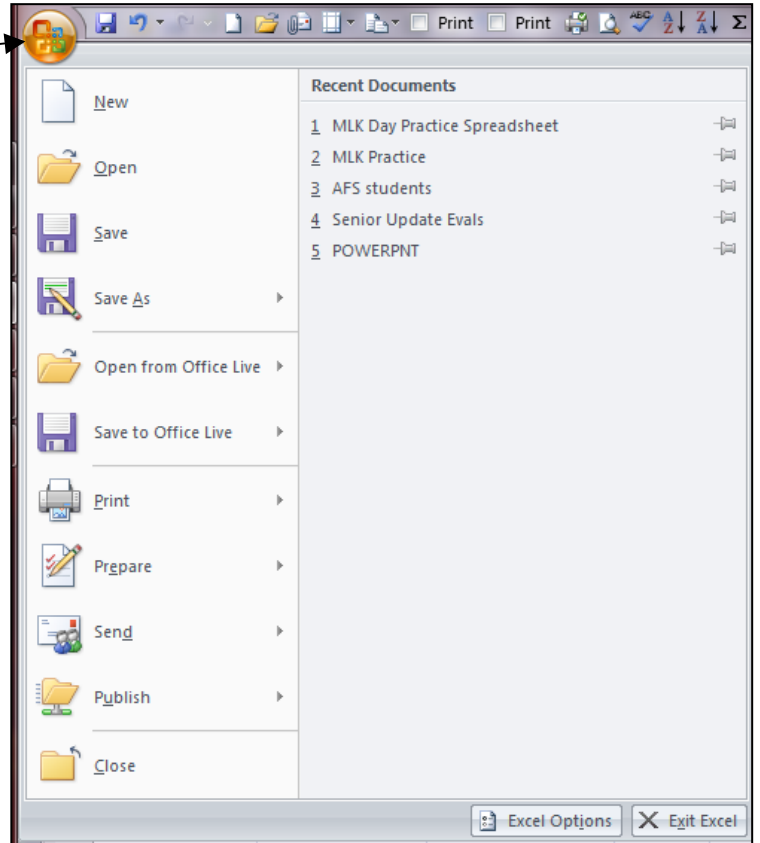 Print Print ABC A Z Z A Σ
New
Open
Save
Save As
Open from Office Live
Save to Office Live
Print
Prepare
Send
Publish
Close
Recent Documents
1 MLK Day Practice Spreadsheet
2 MLK Practice
3 AFS students
4 Senior Update Evals
5 POWERPNT
Excel Options Exit Excel